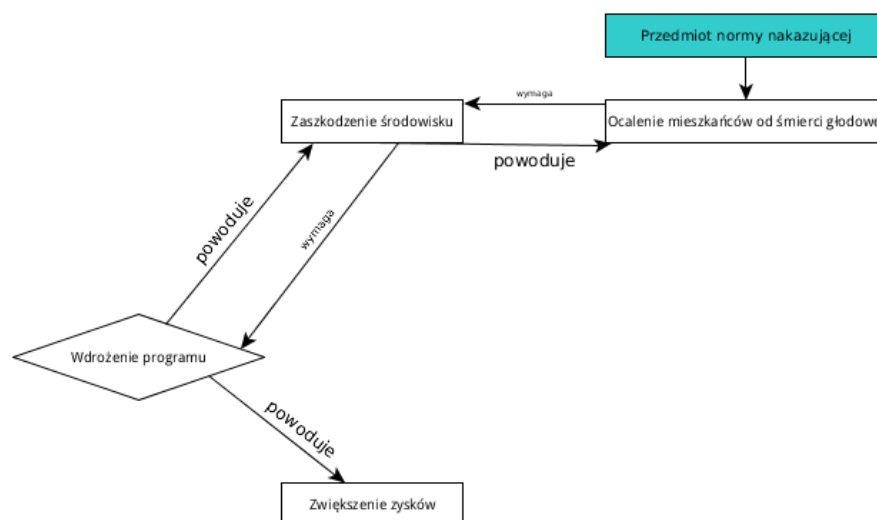 Przedmiot normy nakazującej
wymaga
Zaszkodzenie środowisku
Ocalenie mieszkańców od śmierci głodowe
powoduje
powoduje
wymaga
Wdrożenie programu
powoduje
Zwiększenie zysków